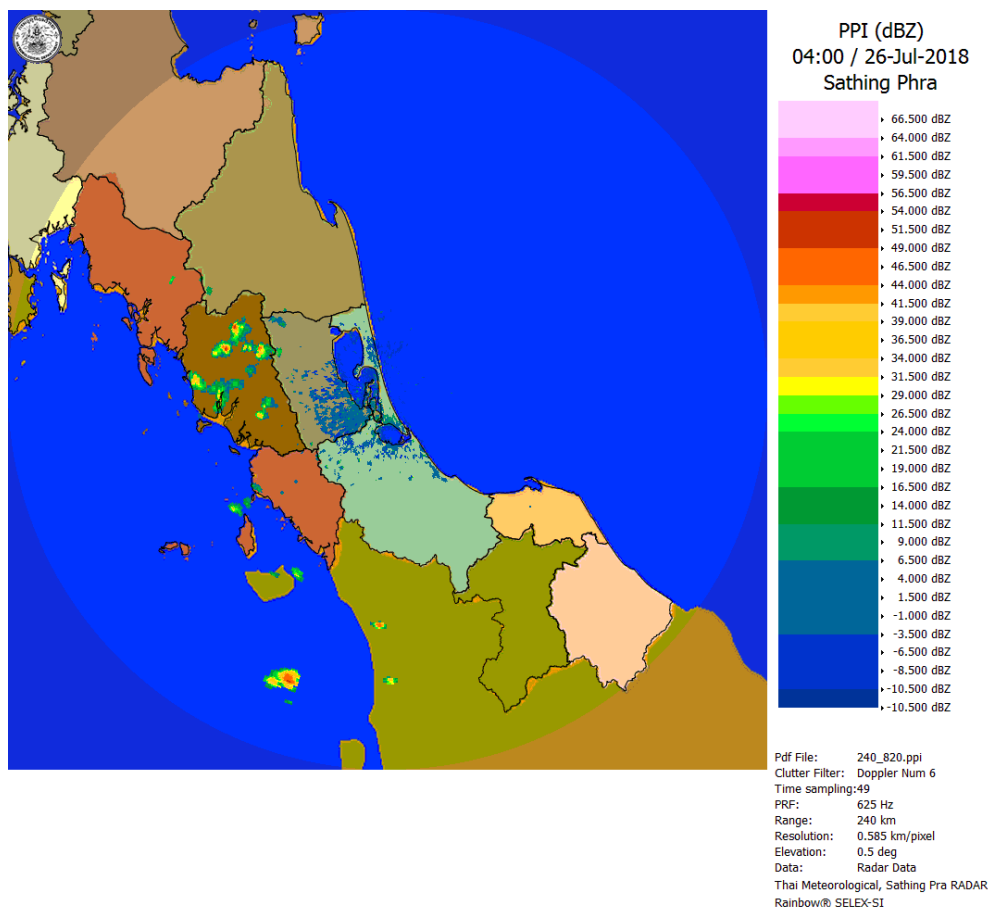 PPI (dBZ)
04:00 / 26-Jul-2018
Sathing Phra
66.500 dBZ
64.000 dBZ
61.500 dBZ
59.500 dBZ
56.500 dBZ
54.000 dBZ
51.500 dBZ
49.000 dBZ
46.500 dBZ
44.000 dBZ
41.500 dBZ
39.000 dBZ
36.500 dBZ
34.000 dBZ
31.500 dBZ
29.000 dBZ
26.500 dBZ
24.000 dBZ
21.500 dBZ
19.000 dBZ
16.500 dBZ
14.000 dBZ
11.500 dBZ
9.000 dBZ
6.500 dBZ
4.000 dBZ
1.500 dBZ
-1.000 dBZ
-3.500 dBZ
-6.500 dBZ
-8.500 dBZ
-10.500 dBZ
-10.500 dBZ
Pdf File: 240_820.ppi
Clutter Filter: Doppler Num 6
Time sampling:49
PRF: 625 Hz
Range: 240 km
Resolution: 0.585 km/pixel
Elevation: 0.5 deg
Data: Radar Data
Thai Meteorological, Sathing Pra RADAR
Rainbow® SELEX-SI